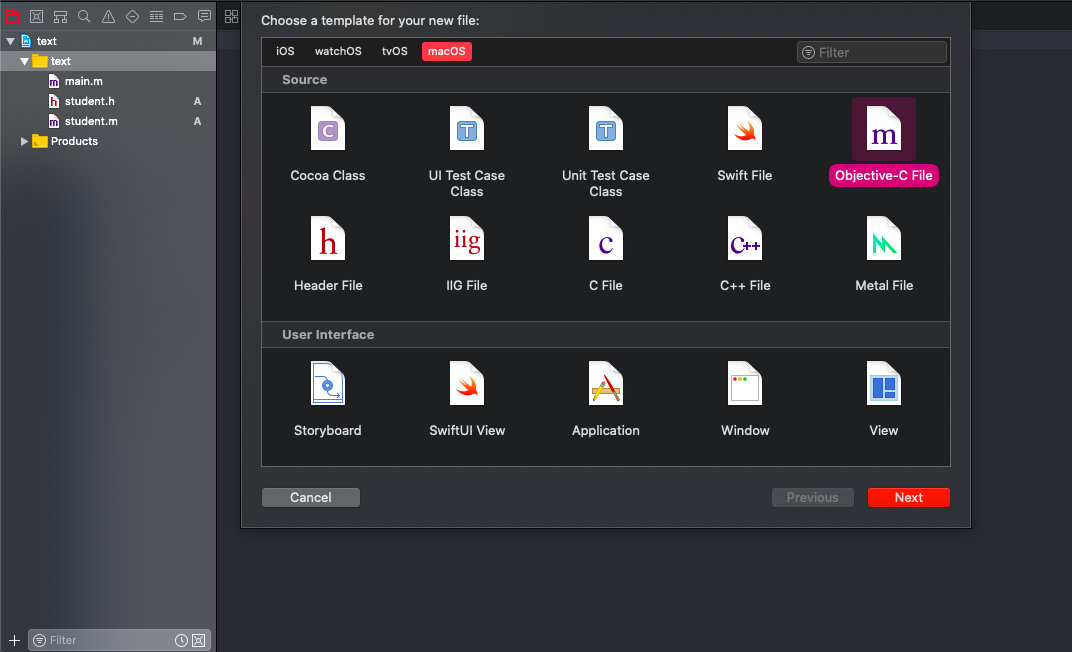 Choose a template for your new file:
iOS watchOS tvOS macOS Filter
text M
text
main.m
student.h A
student.m A
Products
Source
C T T m
Cocoa Class
UI Test Case
Class
Unit Test Case
Class
Swift File
Objective-C File
h iig c c++
Header File
IIG File
C File
C++ File
Metal File
User Interface
Storyboard
SwiftUI View
Application
Window
View
Cancel Previous Next
Filter